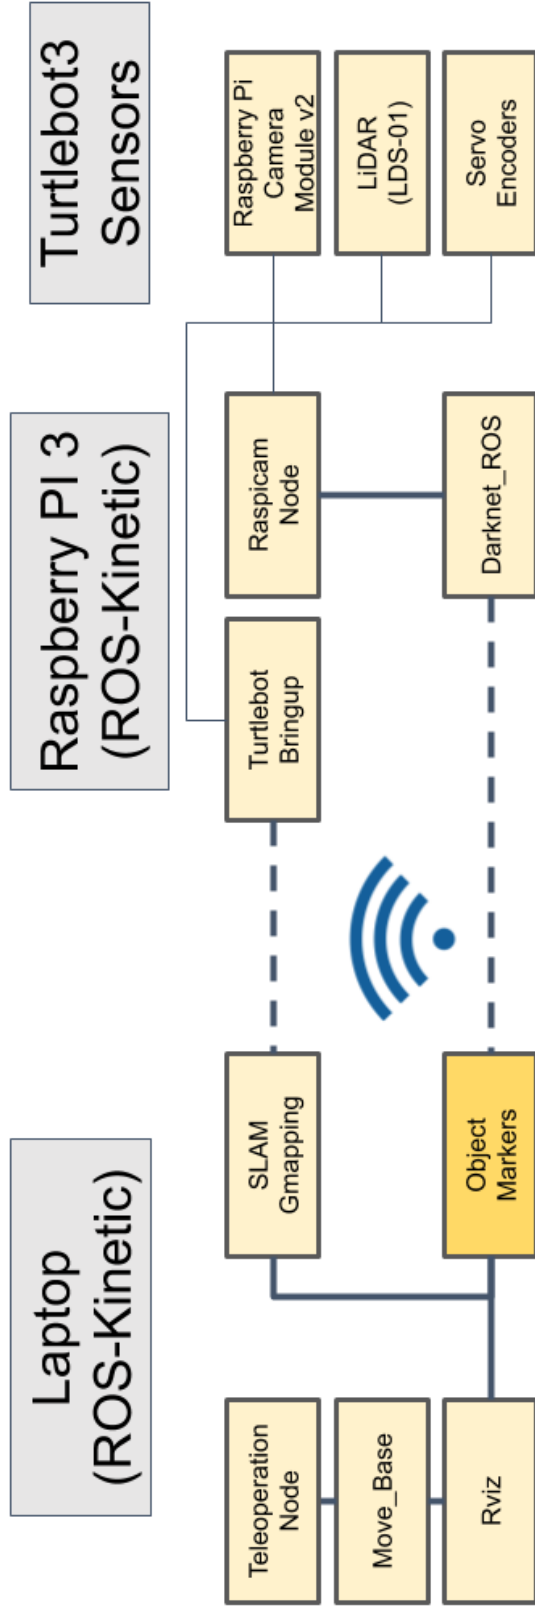 Laptop
(ROS-Kinetic)
Raspberry PI 3
(ROS-Kinetic)
Turtlebot3
Sensors
Teleoperation
Node
SLAM
Gmapping
Turtlebot
Bringup
Raspicam
Node
Raspberry Pi
Camera
Module v2
Move_Base
LiDAR
(LDS-01)
Rviz
Object
Markers
Darknet_ROS
Servo
Encoders